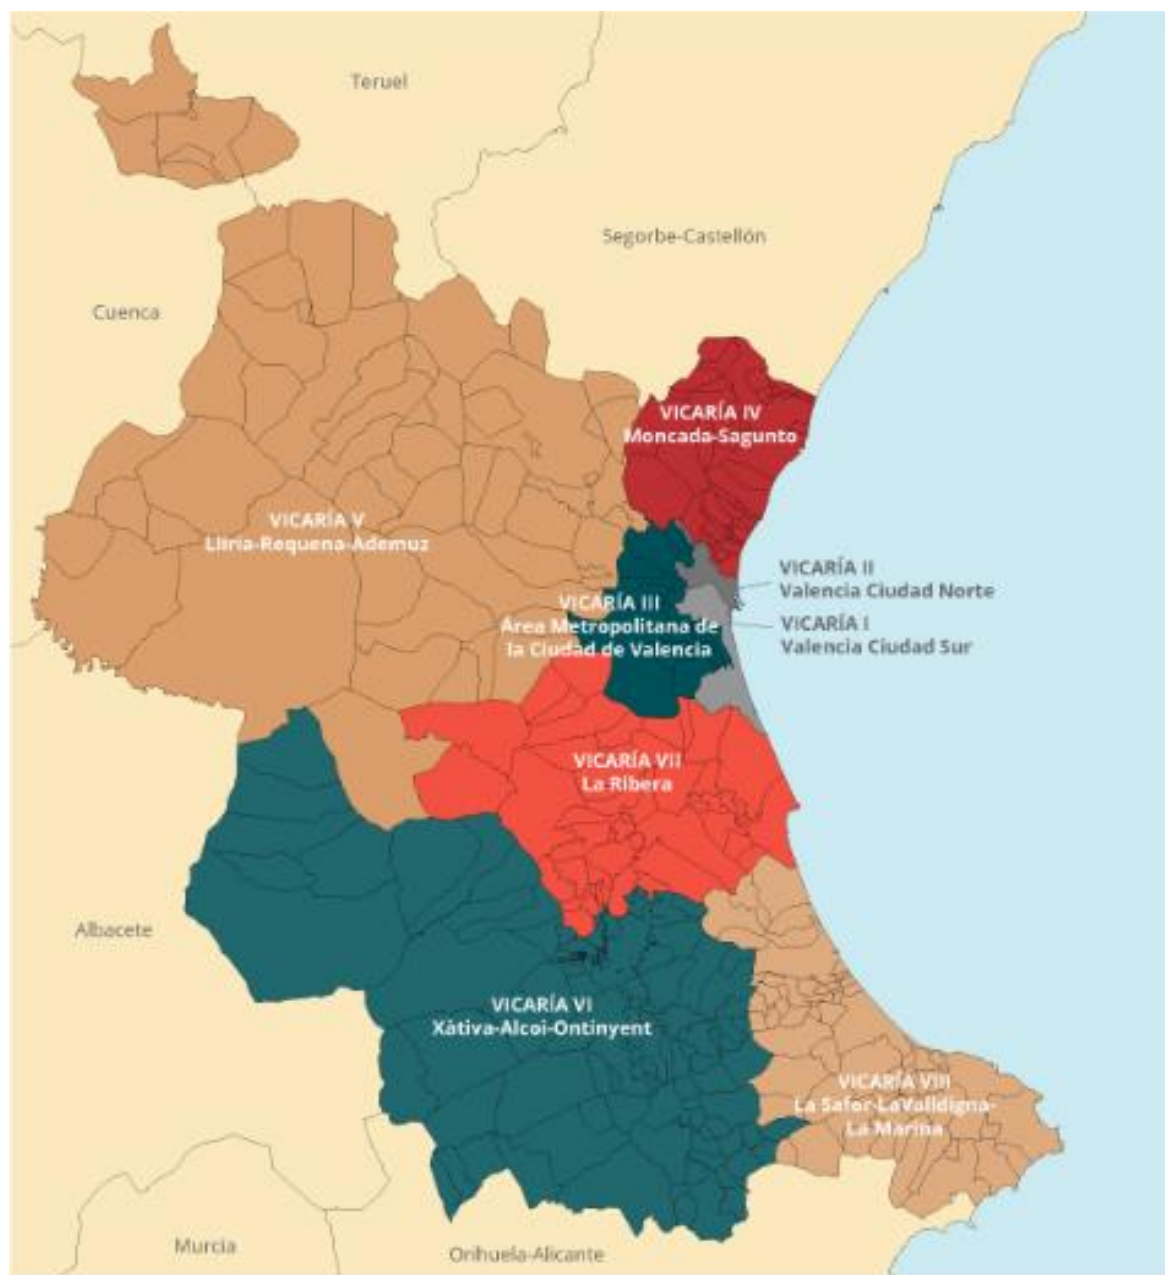 Teruel
Segorbe-Castellón
Cuenca
VICARÍA IV
Moncada-Sagunto
VICARÍA V
Llíria-Requena-Ademuz
VICARÍA II
Valencia Ciudad Norte
VICARÍA III
Área Metropolitana de
la Ciudad de Valencia
VICARÍA I
Valencia Ciudad Sur
VICARÍA VII
La Ribera
Albacete
VICARÍA VI
Xàtiva-Alcoi-Ontinyent
VICARÍA VIII
La Safor-LaValldigna-
La Marina
Murcia
Orihuela-Alicante